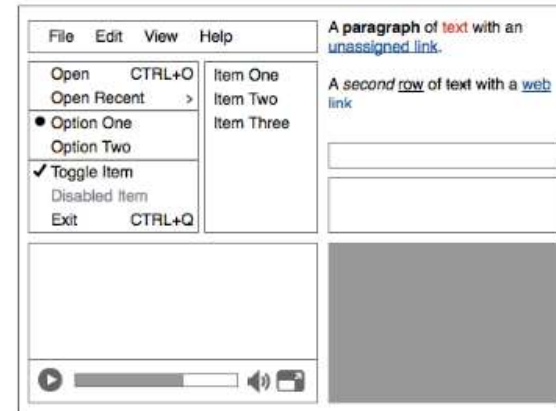 File Edit View Help
Open CTRL+O
Open Recent >
Option One
Option Two
Toggle Item
Disabled Item
Exit CTRL+Q
Item One
Item Two
Item Three
A paragraph of text with an
unassigned link.
A second row of text with a web
link